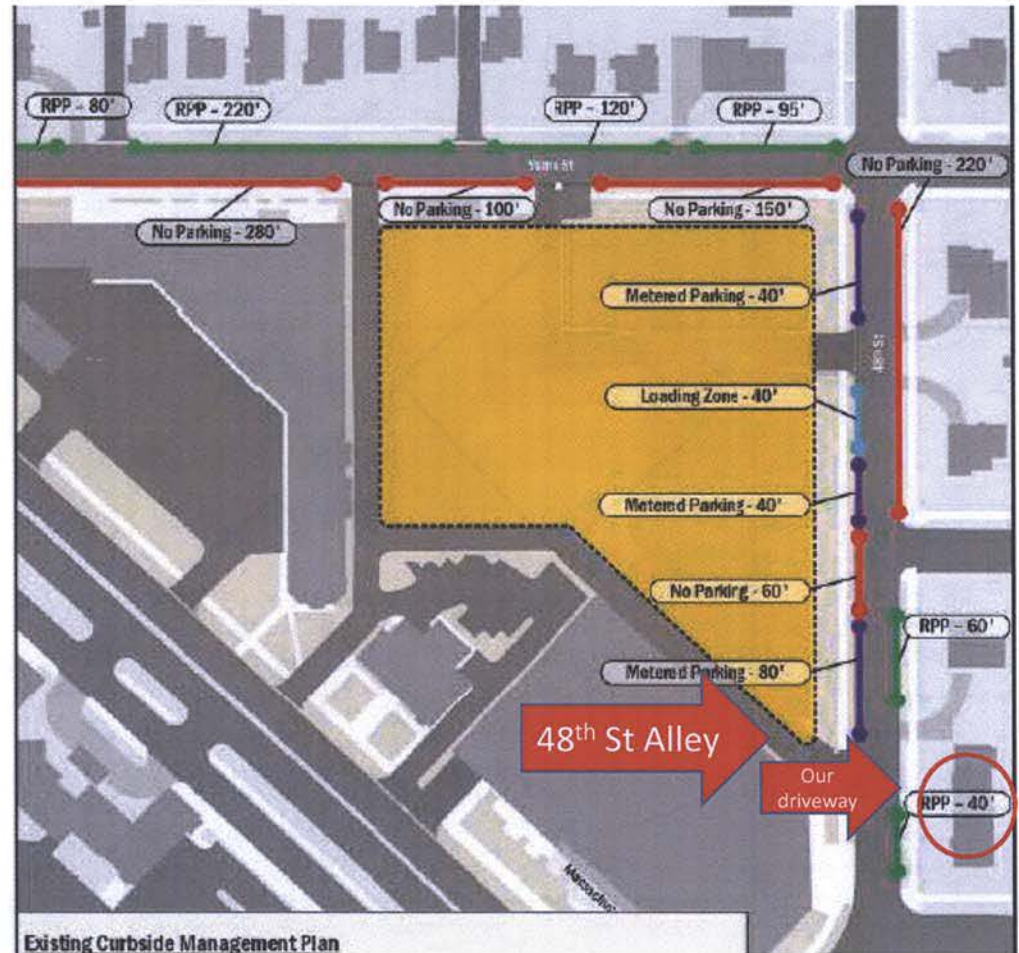 RPP - 80'
RPP - 220'
RPP - 120'
RPP - 95'
No Parking - 220'
No Parking - 280'
No Parking - 100'
No Parking - 150'
Metered Parking - 40'
48th St
Loading Zone - 40'
Metered Parking - 40'
No Parking - 60'
RPP - 60'
Metered Parking - 80'
48th St Alley
Our
driveway
RPP - 40'
Existing Curbside Management Plan